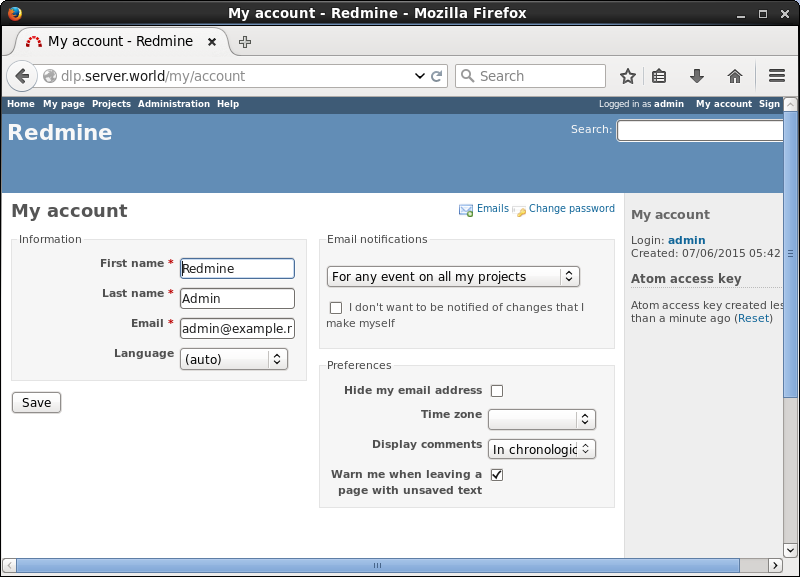 My account - Redmine - Mozilla Firefox
My account - Redmine
dlp.server.world/my/account
Search
Home My page Projects Administration Help
Logged in as admin My account Sign
Redmine
Search:
My account
Emails Change password
Information
First name * Redmine
Last name * Admin
Email * admin@example.r
Language (auto)
Save
Email notifications
For any event on all my projects
I don't want to be notified of changes that I
make myself
Preferences
Hide my email address
Time zone
Display comments In chronologic
Warn me when leaving a
page with unsaved text
My account
Login: admin
Created: 07/06/2015 05:42
Atom access key
Atom access key created les
than a minute ago (Reset)